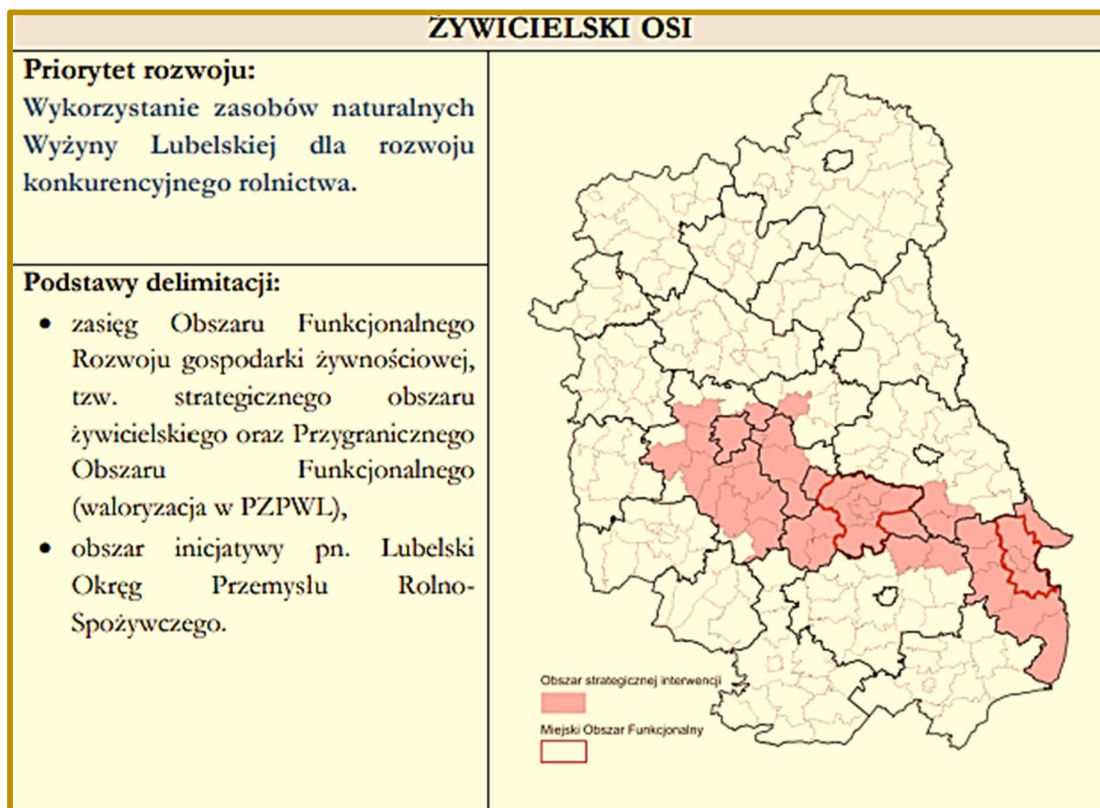 ŻYWICIELSKI OSI
Priorytet rozwoju:
Wykorzystanie zasobów naturalnych
Wyżyny Lubelskiej dla rozwoju
konkurencyjnego rolnictwa.
Podstawy delimitacji:
• zasięg Obszaru Funkcjonalnego
Rozwoju gospodarki żywnościowej,
tzw. strategicznego obszaru
żywicielskiego oraz Przygranicznego
Obszaru Funkcjonalnego
(waloryzacja w PZPWL),
• obszar inicjatywy pn. Lubelski
Okręg Przemysłu Rolno-
Spożywczego.
Obszar strategicznej interwencji
Miejski Obszar Funkcjonalny